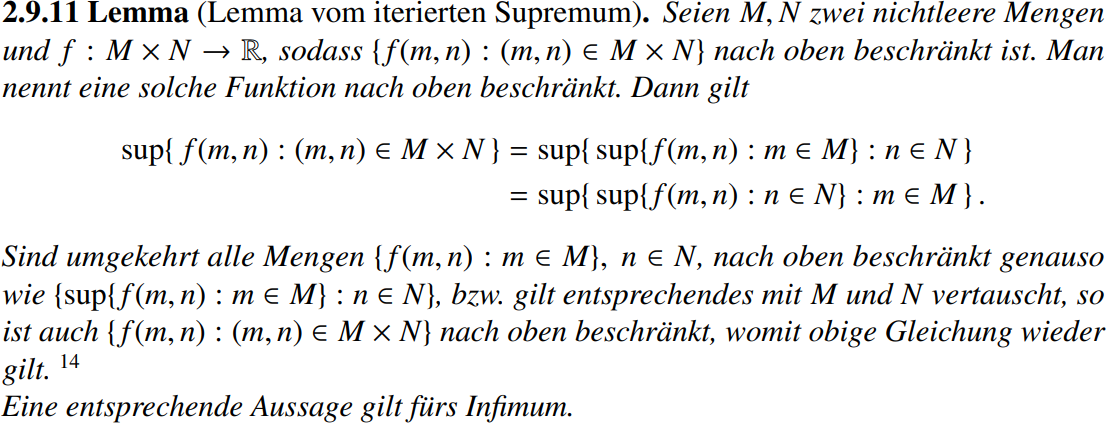 2.9.11 Lemma (Lemma vom iterierten Supremum). Seien M, N zwei nichtleere Mengen
und f : M × N → ℝ, sodass {f(m, n) : (m, n) ∈ M × N} nach oben beschränkt ist. Man
nennt eine solche Funktion nach oben beschränkt. Dann gilt
sup{ f(m, n) : (m, n) ∈ M × N } = sup{ sup{f(m, n) : m ∈ M} : n ∈ N }
= sup{ sup{f(m, n) : n ∈ N} : m ∈ M } .
Sind umgekehrt alle Mengen {f(m, n) : m ∈ M}, n ∈ N, nach oben beschränkt genauso
wie {sup{f(m, n) : m ∈ M} : n ∈ N}, bzw. gilt entsprechendes mit M und N vertauscht, so
ist auch {f(m, n) : (m, n) ∈ M × N} nach oben beschränkt, womit obige Gleichung wieder
gilt. ¹⁴
Eine entsprechende Aussage gilt fürs Infimum.